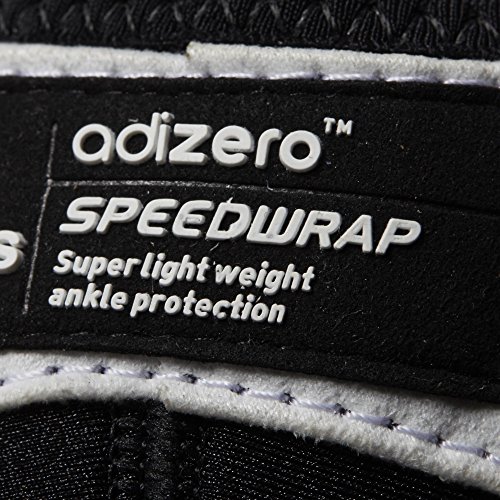 adizero™
SPEEDWRAP
Super light weight
ankle protection